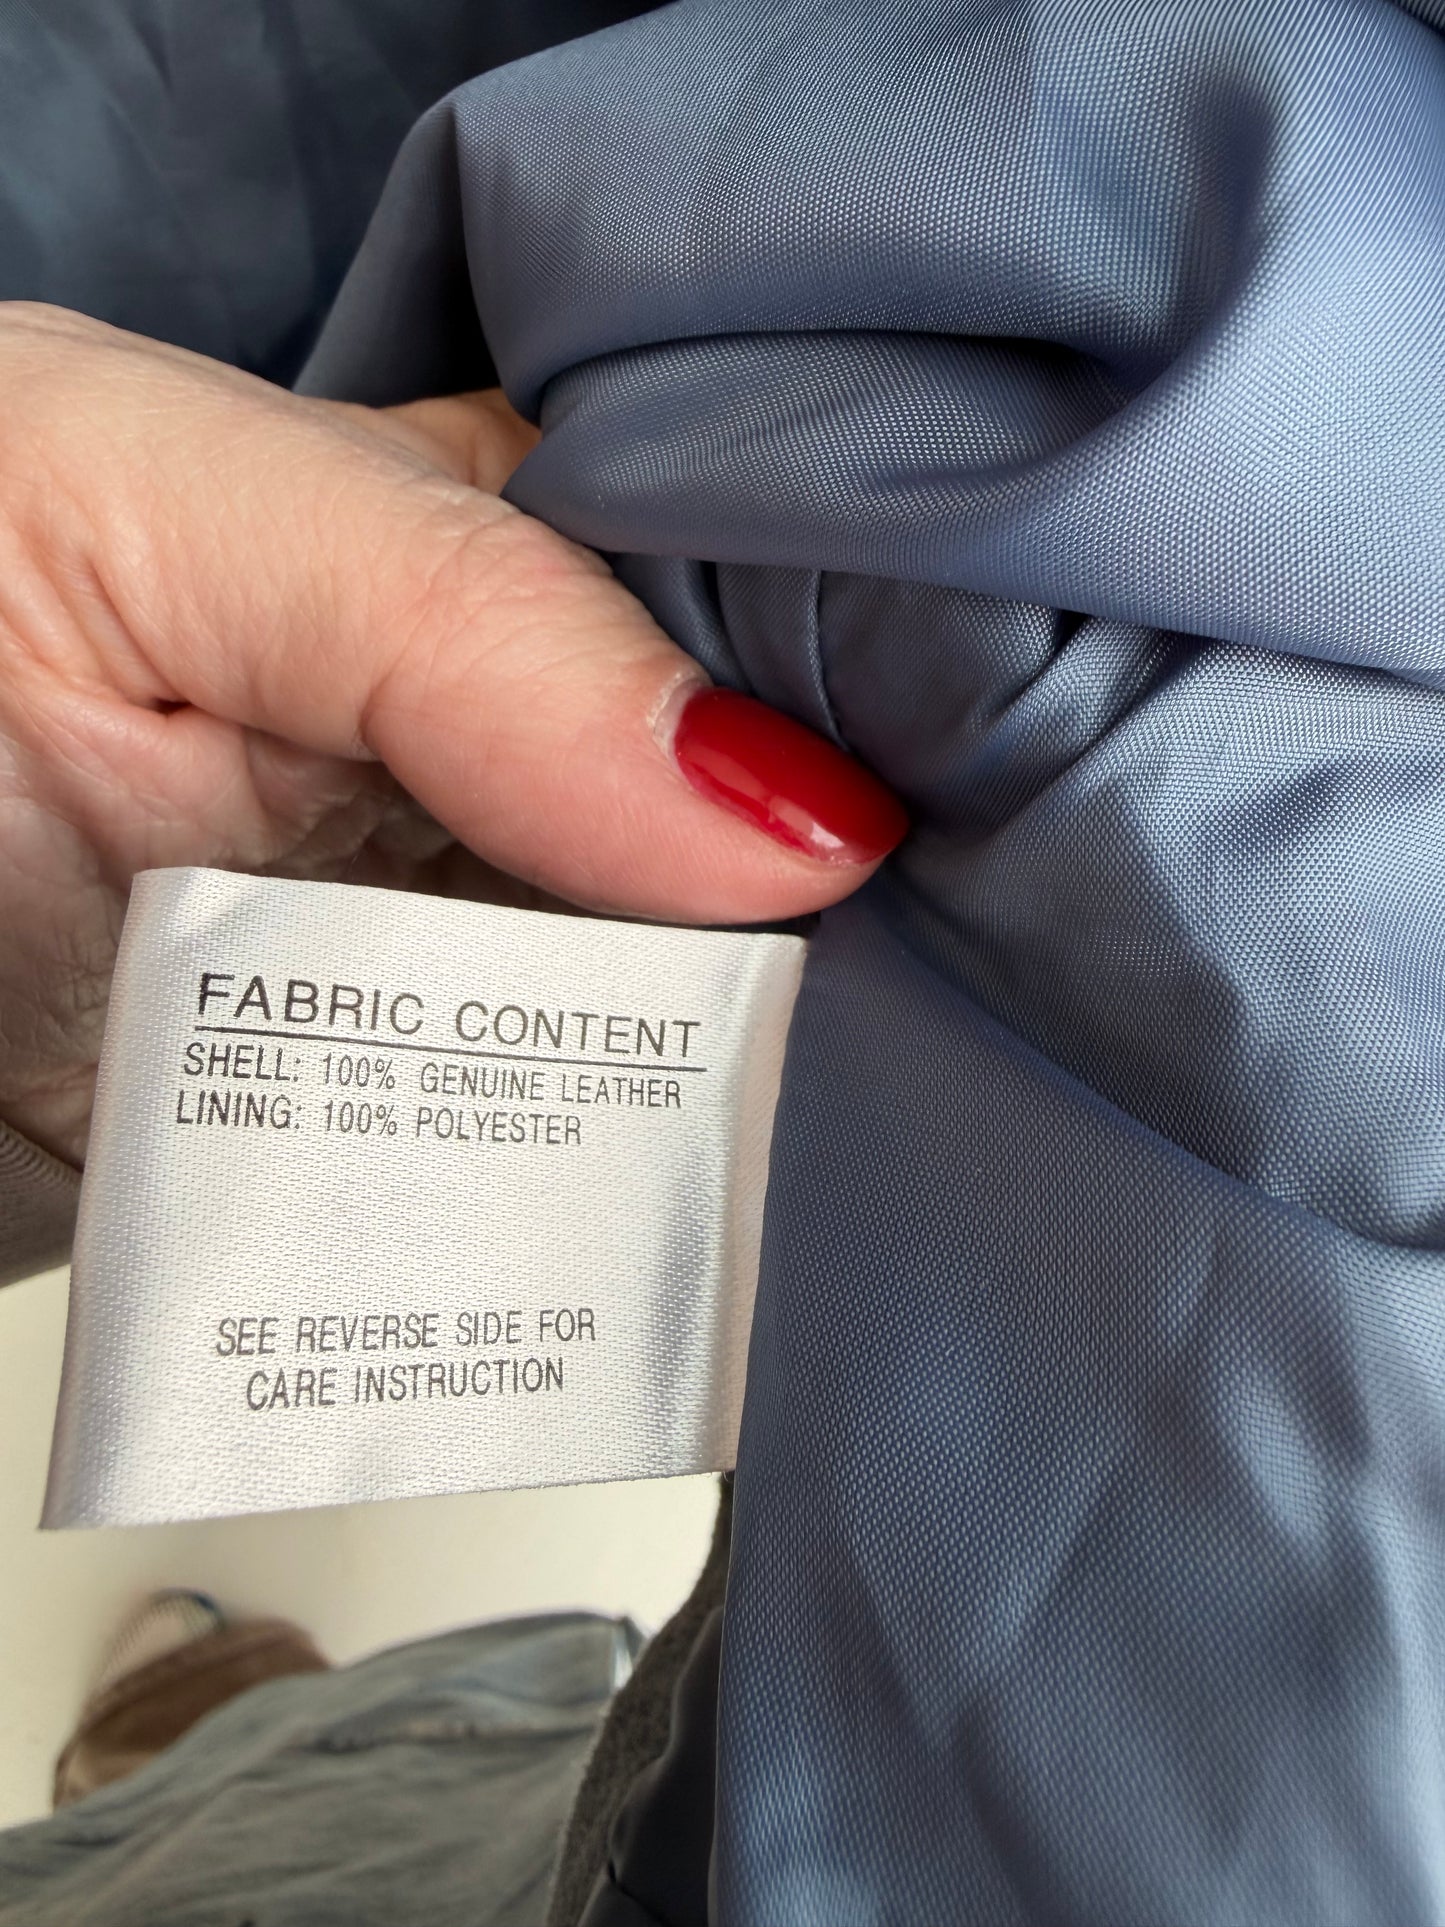 FABRIC CONTENT
SHELL: 100% GENUINE LEATHER
LINING: 100% POLYESTER
SEE REVERSE SIDE FOR
CARE INSTRUCTION